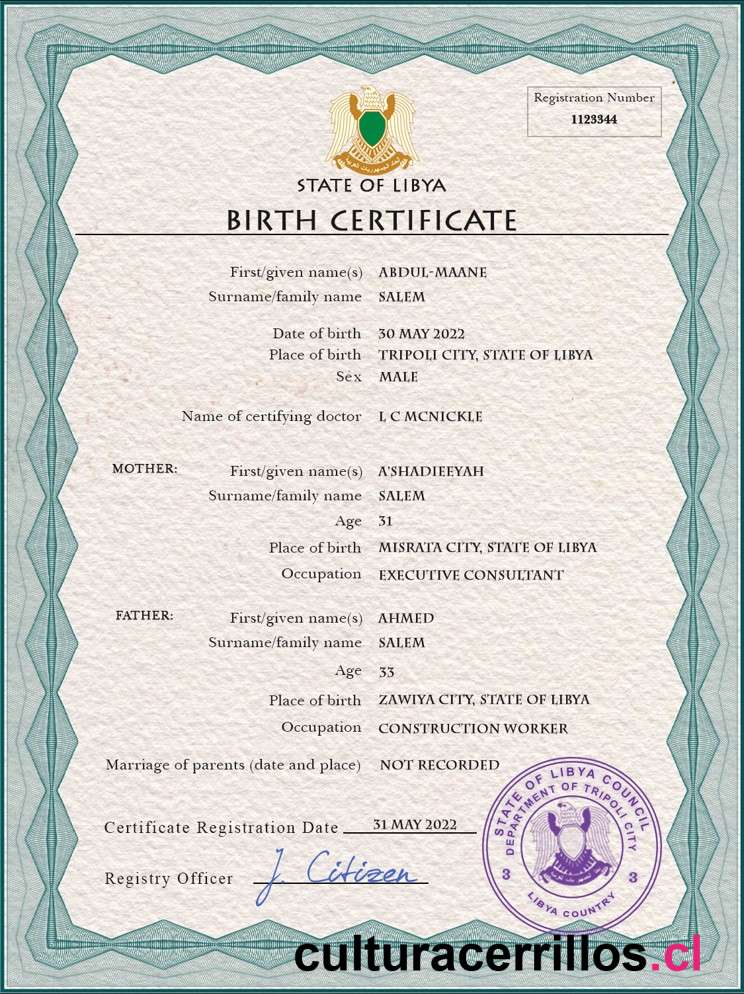 Registration Number
1123344
STATE OF LIBYA
BIRTH CERTIFICATE
First/given name(s) ABDUL-MAANE
Surname/family name SALEM
Date of birth 30 MAY 2022
Place of birth TRIPOLI CITY, STATE OF LIBYA
Sex MALE
Name of certifying doctor L C MCNICKLE
MOTHER: First/given name(s) A'SHADIEEYAH
Surname/family name SALEM
Age 31
Place of birth MISRATA CITY, STATE OF LIBYA
Occupation EXECUTIVE CONSULTANT
FATHER: First/given name(s) AHMED
Surname/family name SALEM
Age 33
Place of birth ZAWIYA CITY, STATE OF LIBYA
Occupation CONSTRUCTION WORKER
Marriage of parents (date and place) NOT RECORDED
STATE OF LIBYA COUNCIL
DEPARTMENT OF TRIPOLI CITY
3 3
LIBYA COUNTRY
Certificate Registration Date 31 MAY 2022
Registry Officer J. Citizen
culturacerrillos.cl